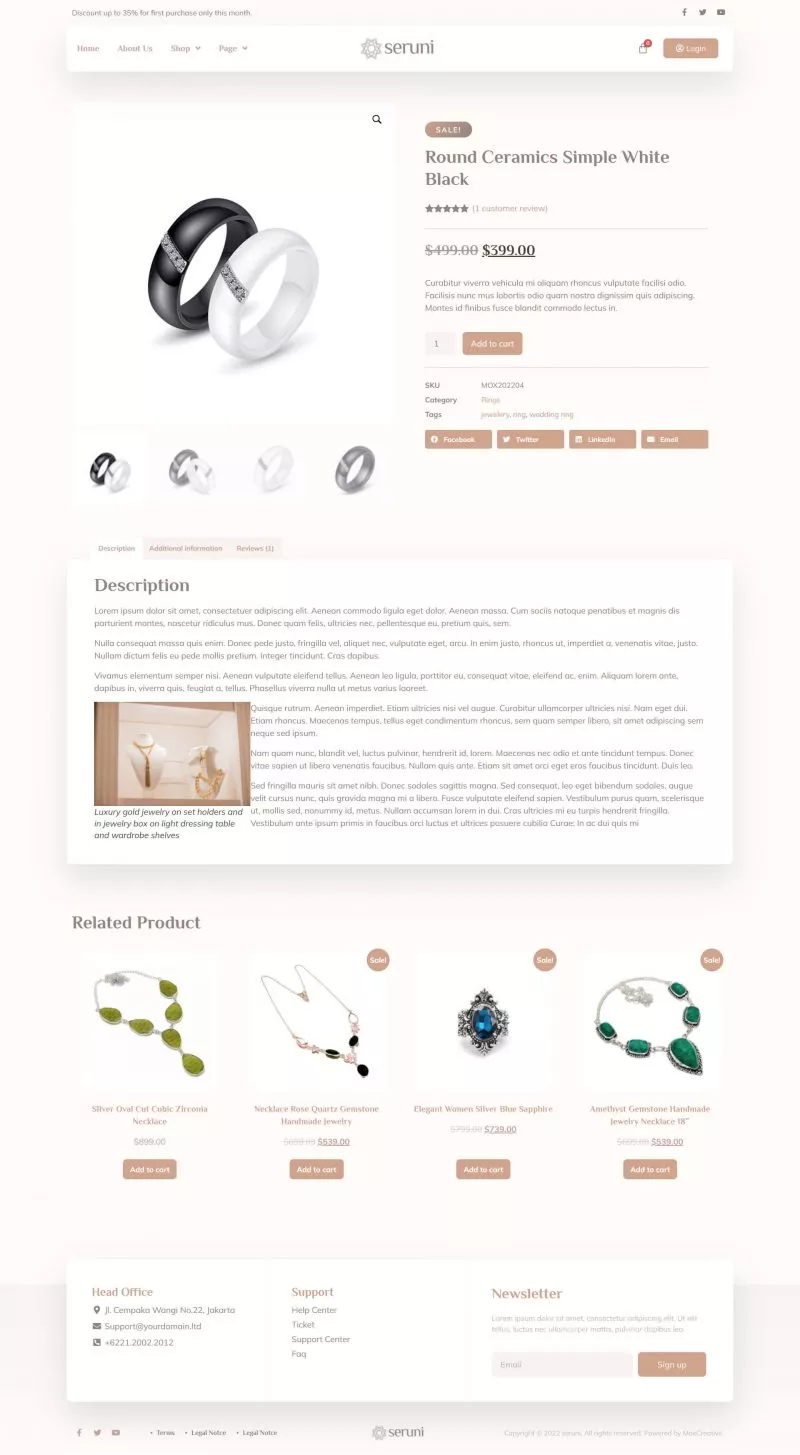 Discount up to 35% for first purchase only this month.
Home About Us Shop Page
seruni
0
Login
SALE!
Round Ceramics Simple White
Black
(1 customer review)
$499.00 $399.00
Curabitur viverra vehicula mi aliquam rhoncus vulputate facilisi odio.
Facilisis nunc mus lobortis odio quam nostra dignissim quis adipiscing.
Montes id finibus fusce blandit commodo lectus in.
1 Add to cart
SKU MOX202204
Category Rings
Tags jewelery, ring, wedding ring
Facebook Twitter LinkedIn Email
Description Additional information Reviews (1)
Description
Lorem ipsum dolor sit amet, consectetuer adipiscing elit. Aenean commodo ligula eget dolor. Aenean massa. Cum sociis natoque penatibus et magnis dis
parturient montes, nascetur ridiculus mus. Donec quam felis, ultricies nec, pellentesque eu, pretium quis, sem.
Nulla consequat massa quis enim. Donec pede justo, fringilla vel, aliquet nec, vulputate eget, arcu. In enim justo, rhoncus ut, imperdiet a, venenatis vitae, justo.
Nullam dictum felis eu pede mollis pretium. Integer tincidunt. Cras dapibus.
Vivamus elementum semper nisi. Aenean vulputate eleifend tellus. Aenean leo ligula, porttitor eu, consequat vitae, eleifend ac, enim. Aliquam lorem ante,
dapibus in, viverra quis, feugiat a, tellus. Phasellus viverra nulla ut metus varius laoreet.
Quisque rutrum. Aenean imperdiet. Etiam ultricies nisi vel augue. Curabitur ullamcorper ultricies nisi. Nam eget dui.
Etiam rhoncus. Maecenas tempus, tellus eget condimentum rhoncus, sem quam semper libero, sit amet adipiscing sem
neque sed ipsum.
Nam quam nunc, blandit vel, luctus pulvinar, hendrerit id, lorem. Maecenas nec odio et ante tincidunt tempus. Donec
vitae sapien ut libero venenatis faucibus. Nullam quis ante. Etiam sit amet orci eget eros faucibus tincidunt. Duis leo.
Sed fringilla mauris sit amet nibh. Donec sodales sagittis magna. Sed consequat, leo eget bibendum sodales, augue
velit cursus nunc, quis gravida magna mi a libero. Fusce vulputate eleifend sapien. Vestibulum purus quam, scelerisque
ut, mollis sed, nonummy id, metus. Nullam accumsan lorem in dui. Cras ultricies mi eu turpis hendrerit fringilla.
Vestibulum ante ipsum primis in faucibus orci luctus et ultrices posuere cubilia Curae; In ac dui quis mi
Luxury gold jewelry on set holders and
in jewelry box on light dressing table
and wardrobe shelves
Related Product
Sale! Sale! Sale!
Silver Oval Cut Cubic Zirconia
Necklace
$899.00
Add to cart
Necklace Rose Quartz Gemstone
Handmade Jewelry
$539.00
Add to cart
Elegant Women Silver Blue Sapphire
$799.00 $739.00
Add to cart
Amethyst Gemstone Handmade
Jewelry Necklace 18″
$539.00
Add to cart
Head Office
Jl. Cempaka Wangi No.22, Jakarta
Support@yourdomain.ltd
+6221.2002.2012
Support
Help Center
Ticket
Support Center
Faq
Newsletter
Lorem ipsum dolor sit amet, consectetur adipiscing elit. Ut elit
tellus, luctus nec ullamcorper mattis, pulvinar dapibus leo.
Email Sign up
Terms Legal Notce Legal Notce
seruni
Copyright © 2022 seruni. All rights reserved. Powered by MoxCreative.